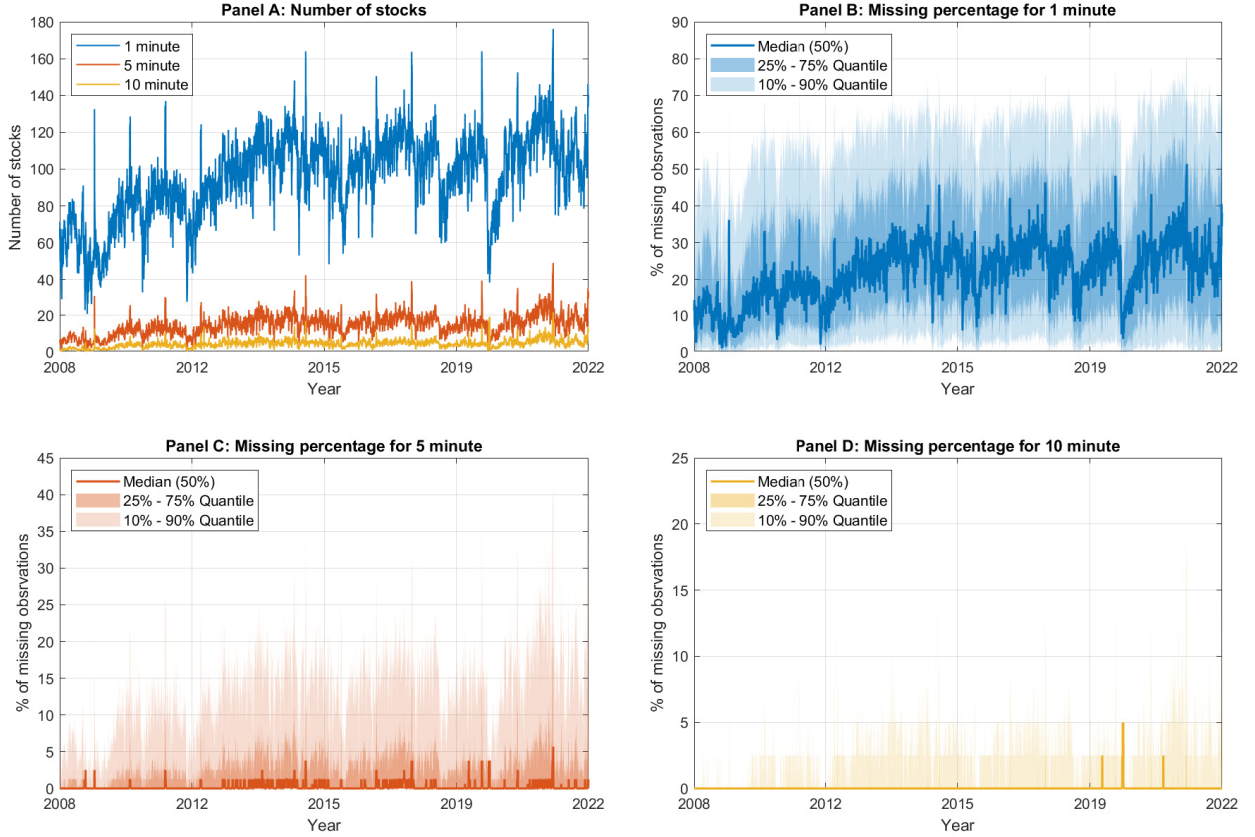 Panel A: Number of stocks
180
160
140
120
100
80
60
40
20
0
Number of stocks
1 minute
5 minute
10 minute
2008
2012
2015
2019
2022
Year
Panel B: Missing percentage for 1 minute
90
80
70
60
50
40
30
20
10
0
% of missing obsrvations
Median (50%)
25% - 75% Quantile
10% - 90% Quantile
2008
2012
2015
2019
2022
Year
Panel C: Missing percentage for 5 minute
45
40
35
30
25
20
15
10
5
0
% of missing obsrvations
Median (50%)
25% - 75% Quantile
10% - 90% Quantile
2008
2012
2015
2019
2022
Year
Panel D: Missing percentage for 10 minute
25
20
15
10
5
0
% of missing obsrvations
Median (50%)
25% - 75% Quantile
10% - 90% Quantile
2008
2012
2015
2019
2022
Year